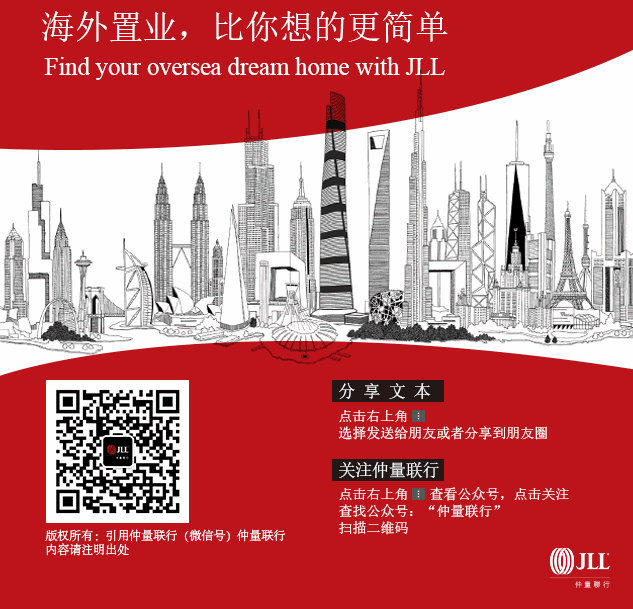 海外置业，比你想的更简单
Find your oversea dream home with JLL
分享文本
点击右上角
选择发送给朋友或者分享到朋友圈
关注仲量联行
点击右上角 查看公众号，点击关注
查找公众号：“仲量联行”
扫描二维码
JLL
仲量联行
版权所有：引用仲量联行（微信号）仲量联行
内容请注明出处
JLL
仲量聯行